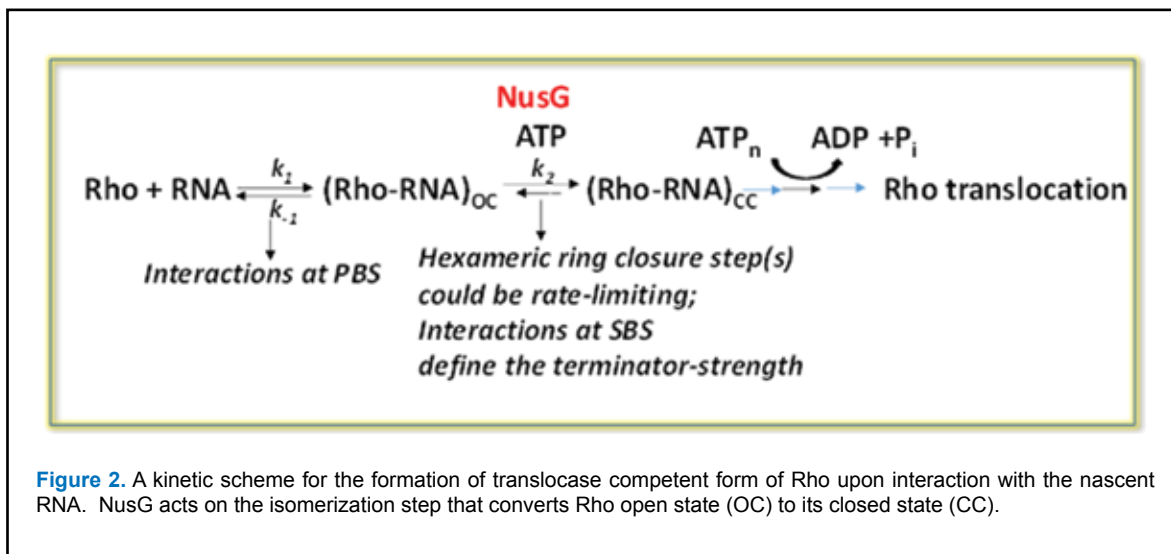 NusG
ATP
ATPn
ADP +Pi
k1
k2
Rho + RNA
(Rho-RNA)OC
(Rho-RNA)CC
Rho translocation
k-1
Interactions at PBS
Hexameric ring closure step(s)
could be rate-limiting;
Interactions at SBS
define the terminator-strength
Figure 2. A kinetic scheme for the formation of translocase competent form of Rho upon interaction with the nascent
RNA. NusG acts on the isomerization step that converts Rho open state (OC) to its closed state (CC).